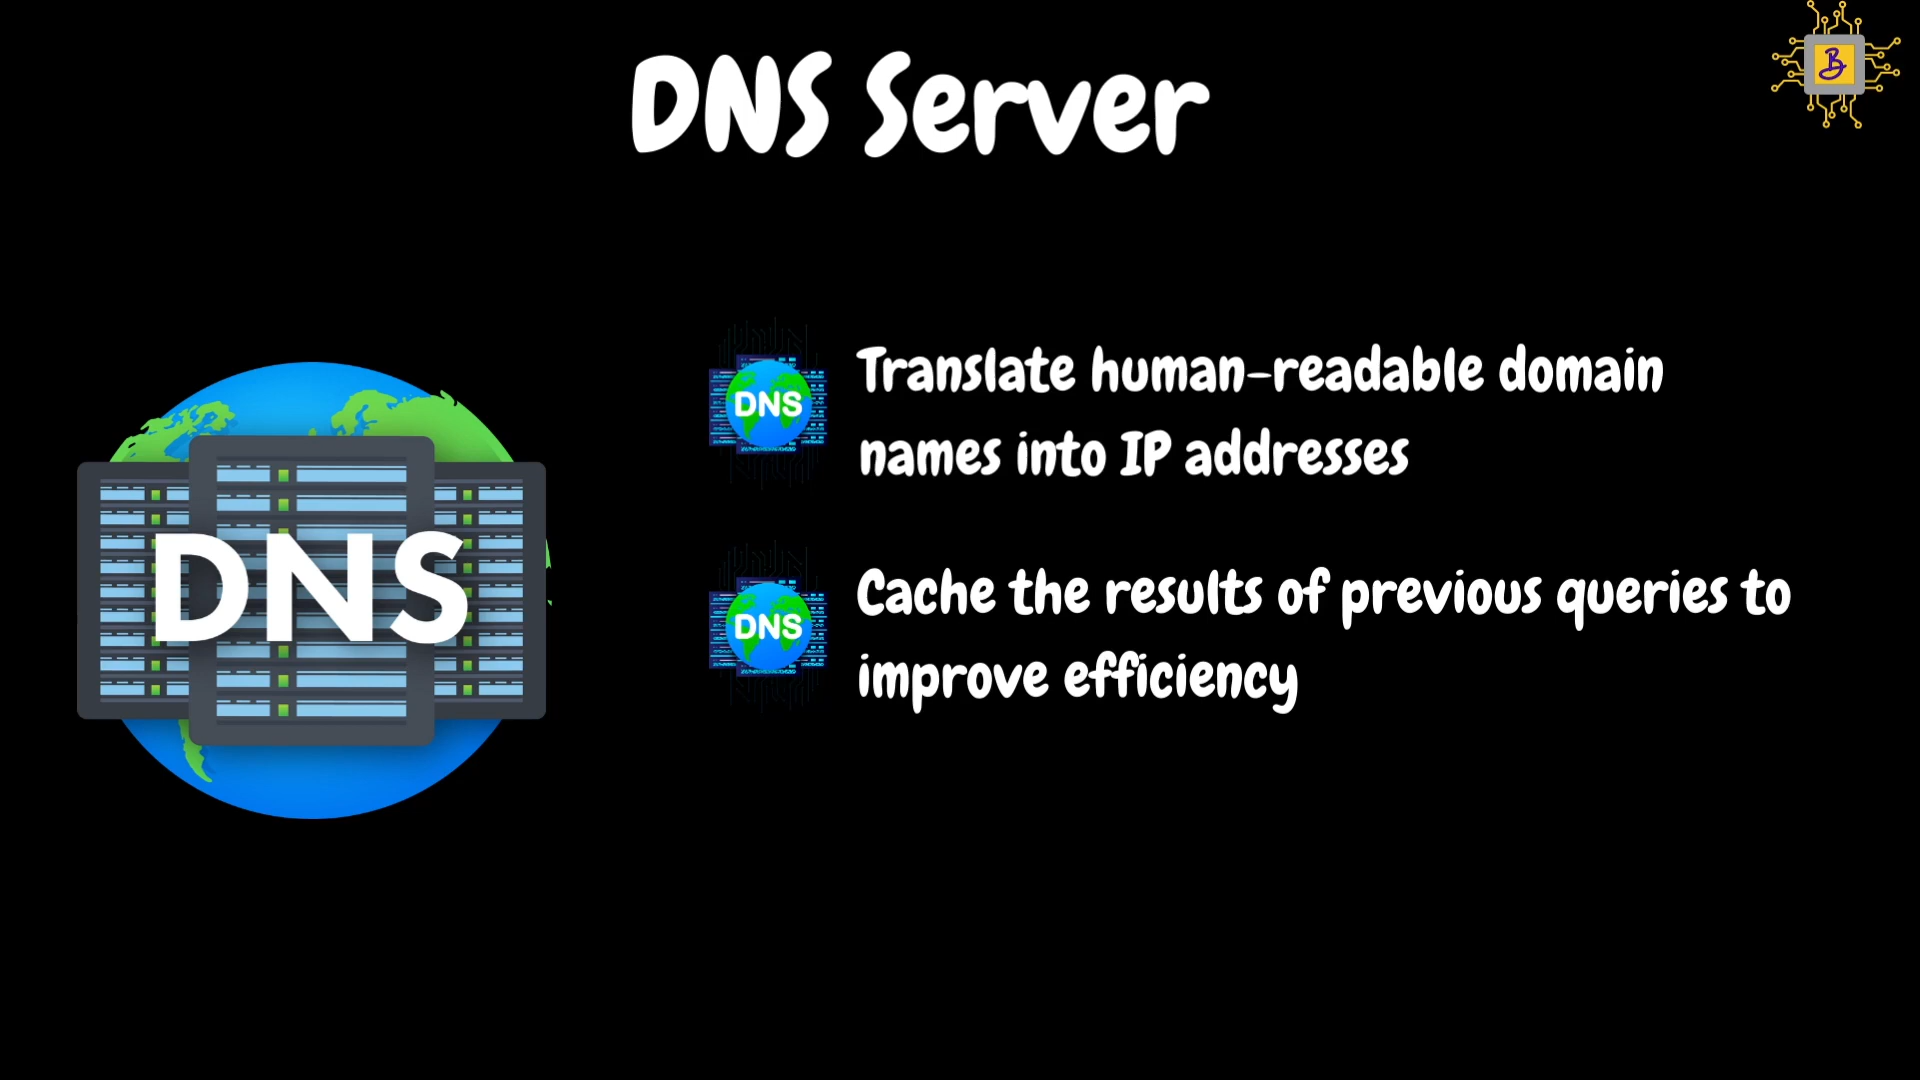 DNS Server
B
DNS
DNS
Translate human-readable domain
names into IP addresses
DNS
Cache the results of previous queries to
improve efficiency